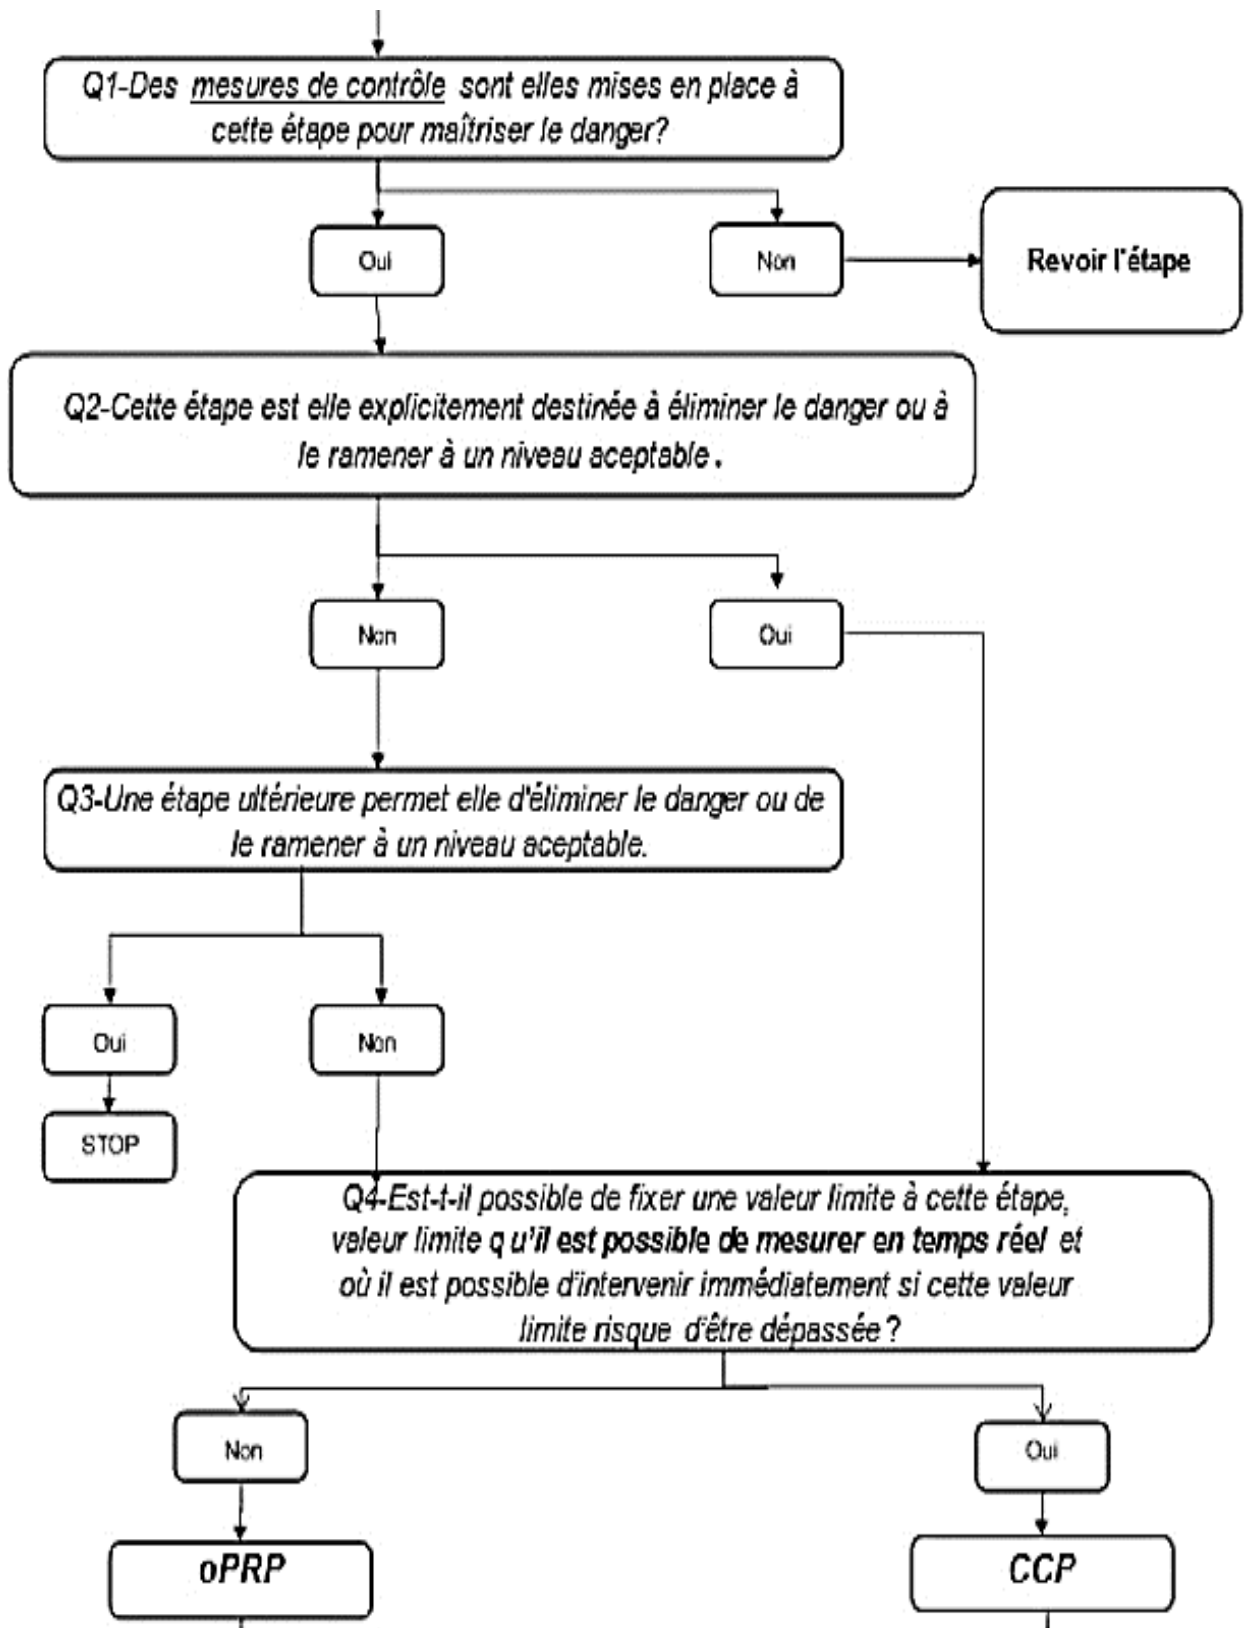 Q1-Des mesures de contrôle sont elles mises en place à
cette étape pour maîtriser le danger?
Oui
Non
Revoir l'étape
Q2-Cette étape est elle explicitement destinée à éliminer le danger ou à
le ramener à un niveau aceptable.
Non
Oui
Q3-Une étape ultérieure permet elle d'éliminer le danger ou de
le ramener à un niveau aceptable.
Oui
Non
STOP
Q4-Est-t-il possible de fixer une valeur limite à cette étape,
valeur limite q u'il est possible de mesurer en temps réel et
où il est possible d'intervenir immédiatement si cette valeur
limite risque d'être dépassée ?
Non
Oui
oPRP
CCP